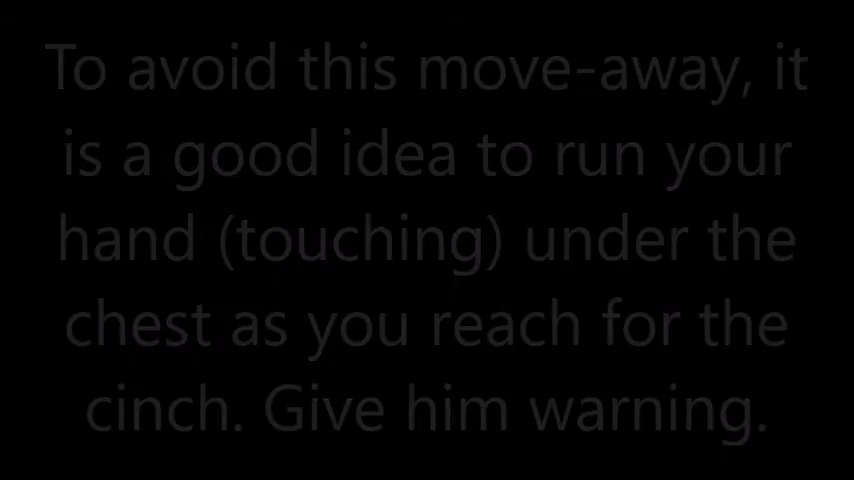 To avoid this move-away, it
is a good idea to run your
hand (touching) under the
chest as you reach for the
cinch. Give him warning.